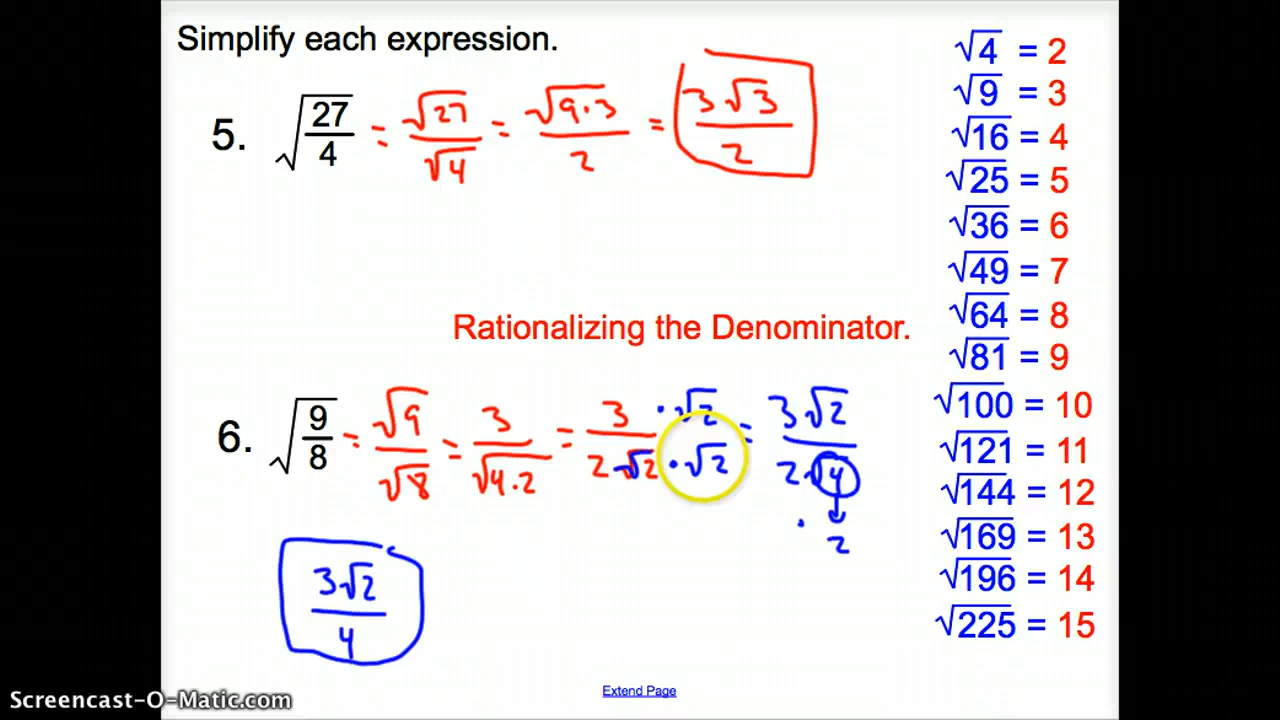 Simplify each expression.
5. √(27/4) = √27/√4 = √(9·3)/2 = 3√3/2
Rationalizing the Denominator.
6. √(9/8) = √9/√8 = 3/√(4·2) = 3/(2√2) · √2/· √2 = 3√2/(2·√4)
· 2
3√2/4
√4 = 2
√9 = 3
√16 = 4
√25 = 5
√36 = 6
√49 = 7
√64 = 8
√81 = 9
√100 = 10
√121 = 11
√144 = 12
√169 = 13
√196 = 14
√225 = 15
Extend Page
Screencast-O-Matic.com